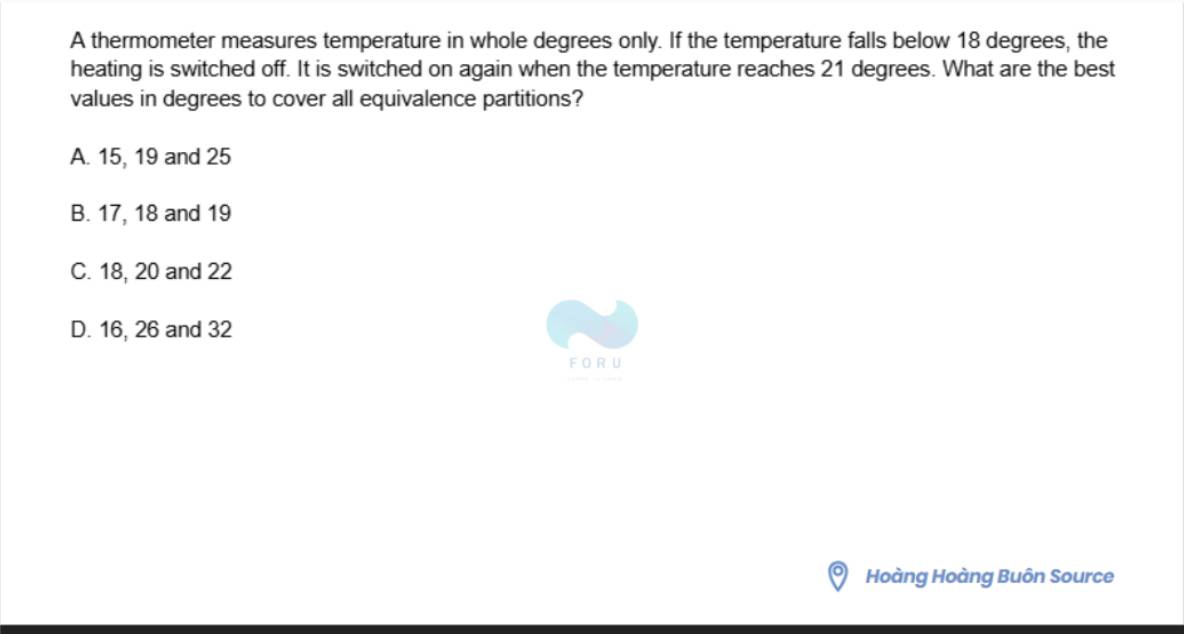 A thermometer measures temperature in whole degrees only. If the temperature falls below 18 degrees, the
heating is switched off. It is switched on again when the temperature reaches 21 degrees. What are the best
values in degrees to cover all equivalence partitions?
A. 15, 19 and 25
B. 17, 18 and 19
C. 18, 20 and 22
D. 16, 26 and 32
FORU
Hoàng Hoàng Buôn Source